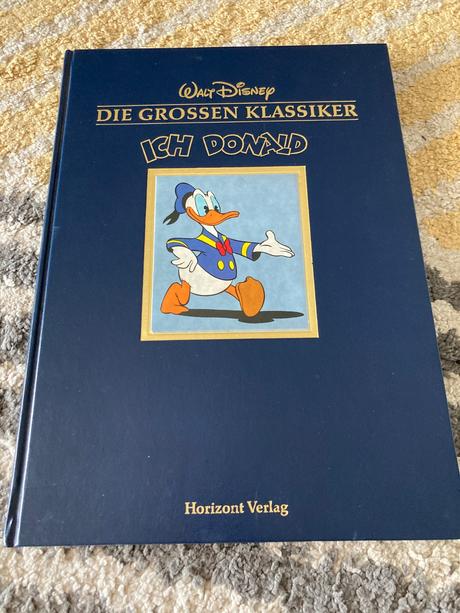 Walt Disney
DIE GROSSEN KLASSIKER
ICH DONALD
Horizont Verlag